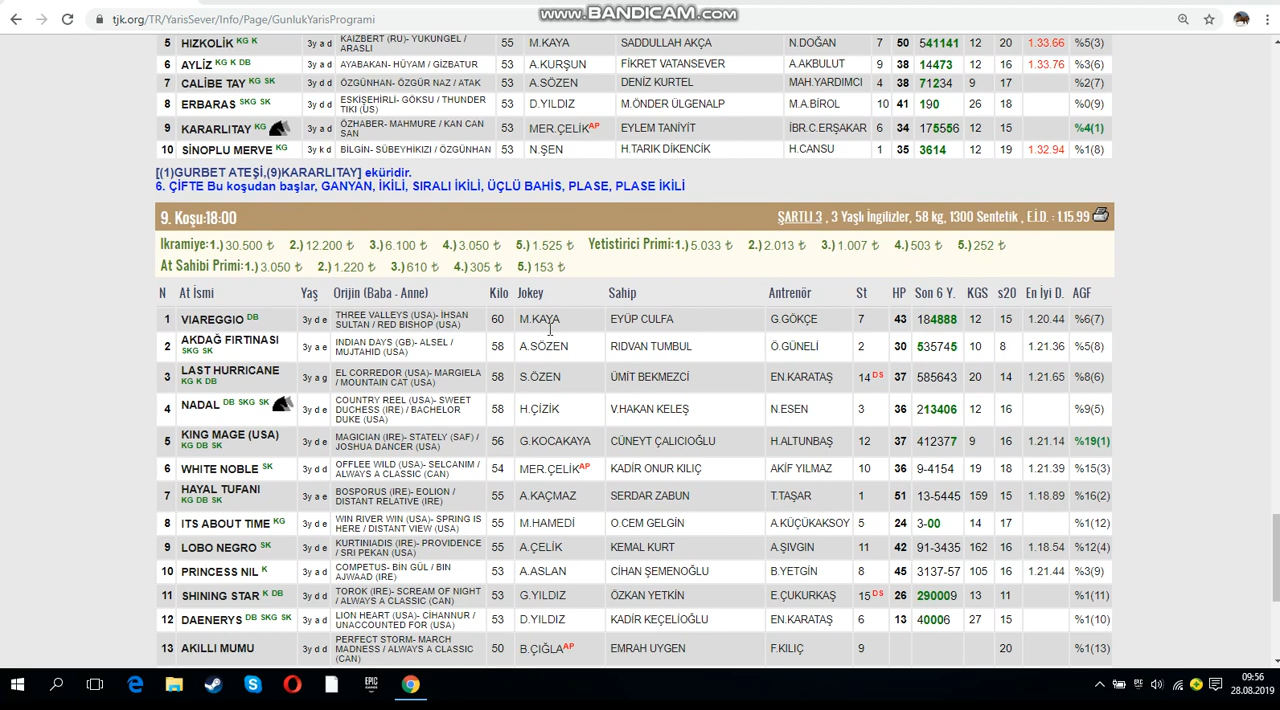 tjk.org/TR/YarisSever/Info/Page/GunlukYarisProgrami
www.BANDICAM.com
5 HIZKOLİK KG K 3y a d KAIZBERT (RU)- YUKUNGEL / ARASLI 55 M.KAYA SADDULLAH AKÇA N.DOĞAN 7 50 541141 12 20 1.33.66 %5(3)
6 AYLİZ KG K DB 3y a d AYABAKAN- HÜYAM / GİZBATUR 53 A.KURŞUN FİKRET VATANSEVER A.AKBULUT 9 38 14473 12 16 1.33.76 %3(6)
7 CALİBE TAY KG SK 3y d d ÖZGÜNHAN- ÖZGÜR NAZ / ATAK 53 A.SÖZEN DENİZ KURTEL MAH.YARDIMCI 4 38 71234 9 17 %2(7)
8 ERBARAS SKG SK 3y d d ESKİŞEHİRLİ- GÖKSU / THUNDER TIKI (US) 53 D.YILDIZ M.ÖNDER ÜLGENALP M.A.BİROL 10 41 190 26 18 %0(9)
9 KARARLITAY KG 3y a d ÖZHABER- MAHMURE / KAN CAN SAN 53 MER.ÇELİK AP EYLEM TANİYİT İBR.C.ERŞAKAR 6 34 175556 12 15 %4(1)
10 SİNOPLU MERVE KG 3y k d BİLGİN- SÜBEYHİKIZI / ÖZGÜNHAN 53 N.ŞEN H.TARIK DİKENCİK H.CANSU 1 35 3614 12 19 1.32.94 %1(8)
[(1)GURBET ATEŞİ,(9)KARARLITAY] eküridir.
6. ÇİFTE Bu koşudan başlar, GANYAN, İKİLİ, SIRALI İKİLİ, ÜÇLÜ BAHİS, PLASE, PLASE İKİLİ
9. Koşu:18:00 ŞARTLI 3 , 3 Yaşlı İngilizler, 58 kg, 1300 Sentetik , E.İ.D. : 1.15.99
Ikramiye:1.) 30.500 ₺ 2.) 12.200 ₺ 3.) 6.100 ₺ 4.) 3.050 ₺ 5.) 1.525 ₺ Yetistirici Primi:1.) 5.033 ₺ 2.) 2.013 ₺ 3.) 1.007 ₺ 4.) 503 ₺ 5.) 252 ₺
At Sahibi Primi:1.) 3.050 ₺ 2.) 1.220 ₺ 3.) 610 ₺ 4.) 305 ₺ 5.) 153 ₺
N At İsmi Yaş Orijin (Baba - Anne) Kilo Jokey Sahip Antrenör St HP Son 6 Y. KGS s20 En İyi D. AGF
1 VIAREGGIO DB 3y d e THREE VALLEYS (USA)- İHSAN SULTAN / RED BISHOP (USA) 60 M.KAYA EYÜP CULFA G.GÖKÇE 7 43 184888 12 15 1.20.44 %6(7)
2 AKDAĞ FIRTINASI SKG SK 3y a e INDIAN DAYS (GB)- ALSEL / MUJTAHID (USA) 58 A.SÖZEN RIDVAN TUMBUL Ö.GÜNELİ 2 30 535745 10 8 1.21.36 %5(8)
3 LAST HURRICANE KG K DB 3y a g EL CORREDOR (USA)- MARGIELA / MOUNTAIN CAT (USA) 58 S.ÖZEN ÜMİT BEKMEZCİ EN.KARATAŞ 14 DS 37 585643 20 14 1.21.65 %8(6)
4 NADAL DB SKG SK 3y d e COUNTRY REEL (USA)- SWEET DUCHESS (IRE) / BACHELOR DUKE (USA) 58 H.ÇİZİK V.HAKAN KELEŞ N.ESEN 3 36 213406 12 16 %9(5)
5 KING MAGE (USA) KG DB SK 3y d e MAGICIAN (IRE)- STATELY (SAF) / JOSHUA DANCER (USA) 56 G.KOCAKAYA CÜNEYT ÇALICIOĞLU H.ALTUNBAŞ 12 37 412377 9 16 1.21.14 %19(1)
6 WHITE NOBLE SK 3y d d OFFLEE WILD (USA)- SELCANIM / ALWAYS A CLASSIC (CAN) 54 MER.ÇELİK AP KADİR ONUR KILIÇ AKİF YILMAZ 10 36 9-4154 19 18 1.21.39 %15(3)
7 HAYAL TUFANI KG DB SK 3y a e BOSPORUS (IRE)- EOLION / DISTANT RELATIVE (IRE) 55 A.KAÇMAZ SERDAR ZABUN T.TAŞAR 1 51 13-5445 159 15 1.18.89 %16(2)
8 ITS ABOUT TIME KG 3y d e WIN RIVER WIN (USA)- SPRING IS HERE / DISTANT VIEW (USA) 55 M.HAMEDİ O.CEM GELGİN A.KÜÇÜKAKSOY 5 24 3-00 14 17 %1(12)
9 LOBO NEGRO SK 3y d e KURTINIADIS (IRE)- PROVIDENCE / SRI PEKAN (USA) 55 A.ÇELİK KEMAL KURT A.ŞIVGIN 11 42 91-3435 162 16 1.18.54 %12(4)
10 PRINCESS NIL K 3y a d COMPETUS- BİN GÜL / BIN AJWAAD (IRE) 53 A.ASLAN CİHAN ŞEMENOĞLU B.YETGİN 8 45 3137-57 105 16 1.21.44 %3(9)
11 SHINING STAR K DB 3y d d TOROK (IRE)- SCREAM OF NIGHT / ALWAYS A CLASSIC (CAN) 53 G.YILDIZ ÖZKAN YETKİN E.ÇUKURKAŞ 15 DS 26 290009 13 11 %1(11)
12 DAENERYS DB SKG SK 3y a d LION HEART (USA)- CİHANNUR / UNACCOUNTED FOR (USA) 53 D.YILDIZ KADİR KEÇELİOĞLU EN.KARATAŞ 6 13 40006 27 15 %1(10)
13 AKILLI MUMU 3y d d PERFECT STORM- MARCH MADNESS / ALWAYS A CLASSIC (CAN) 50 B.ÇIĞLA AP EMRAH UYGEN F.KILIÇ 9 20 %1(13)
EPIC GAMES
09:56
28.08.2019